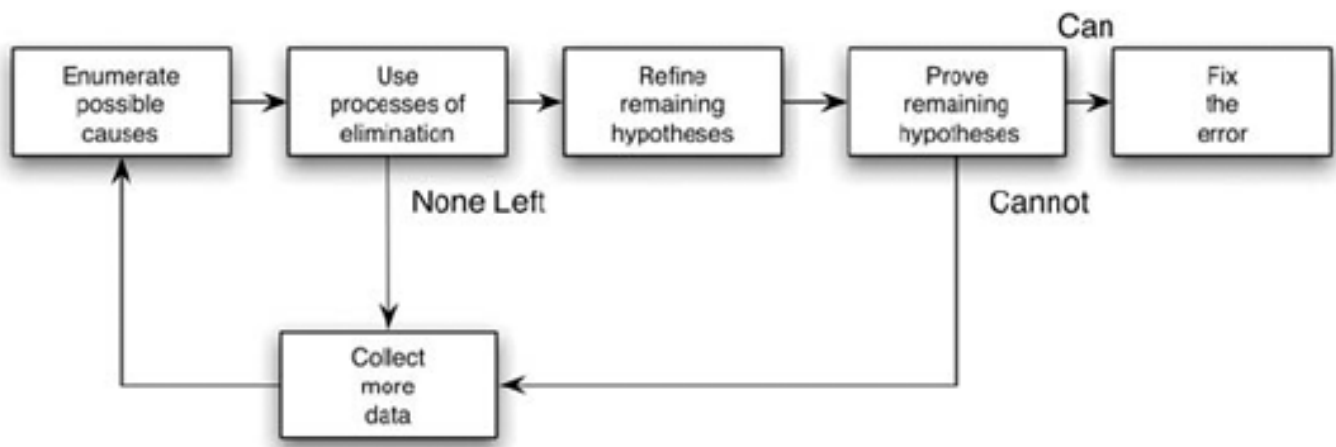 Enumerate
possible
causes
Use
processes of
elimination
Refine
remaining
hypotheses
Prove
remaining
hypotheses
Can
Fix
the
error
None Left
Cannot
Collect
more
data